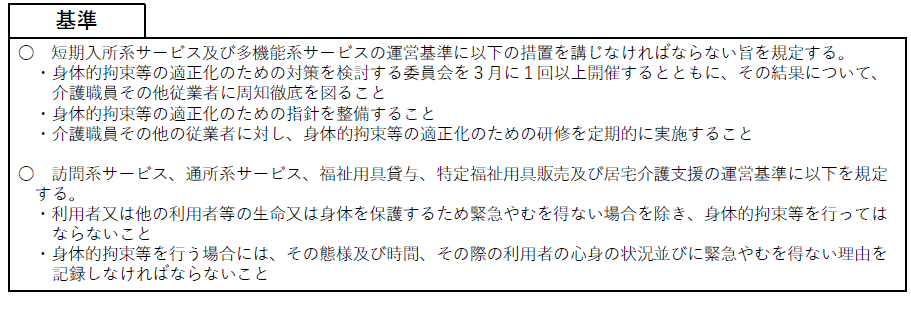 基準
○　短期入所系サービス及び多機能系サービスの運営基準に以下の措置を講じなければならない旨を規定する。
・身体的拘束等の適正化のための対策を検討する委員会を３月に１回以上開催するとともに、その結果について、
介護職員その他従業者に周知徹底を図ること
・身体的拘束等の適正化のための指針を整備すること
・介護職員その他の従業者に対し、身体的拘束等の適正化のための研修を定期的に実施すること
○　訪問系サービス、通所系サービス、福祉用具貸与、特定福祉用具販売及び居宅介護支援の運営基準に以下を規定
する。
・利用者又は他の利用者等の生命又は身体を保護するため緊急やむを得ない場合を除き、身体的拘束等を行っては
ならないこと
・身体的拘束等を行う場合には、その態様及び時間、その際の利用者の心身の状況並びに緊急やむを得ない理由を
記録しなければならないこと